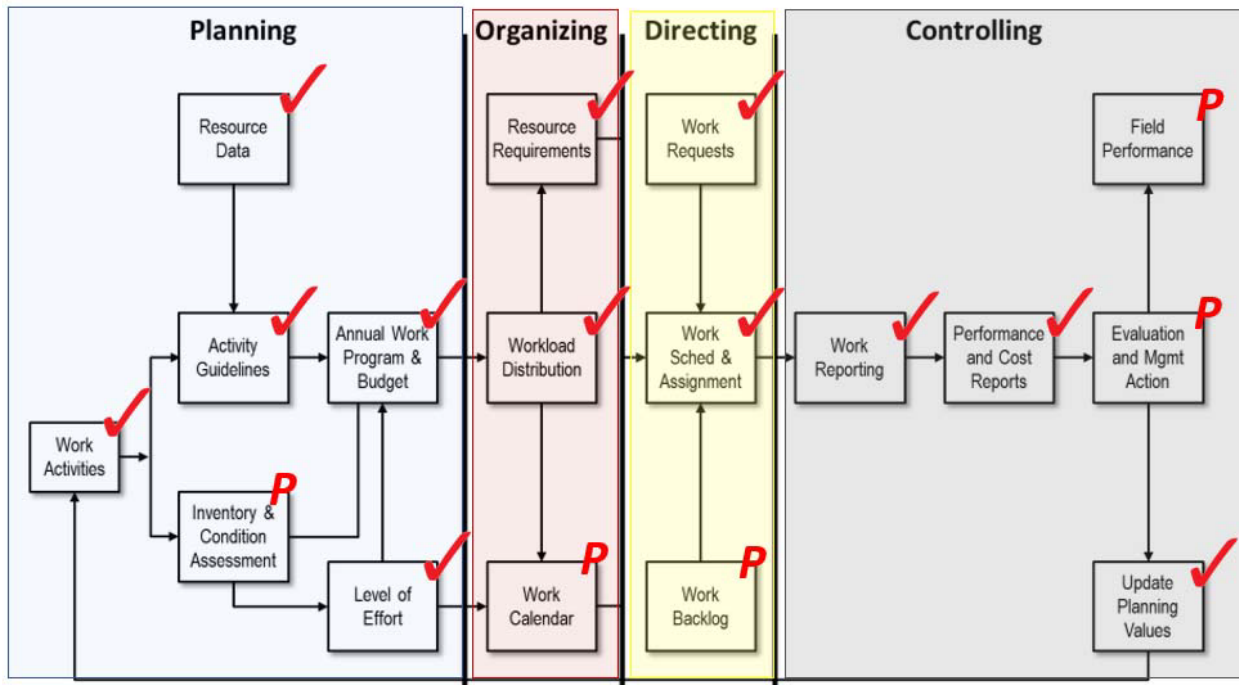 Planning
Organizing
Directing
Controlling
Resource
Data
Resource
Requirements
Work
Requests
P
Field
Performance
Activity
Guidelines
Annual Work
Program &
Budget
Workload
Distribution
Work
Sched &
Assignment
Work
Reporting
Performance
and Cost
Reports
P
Evaluation
and Mgmt
Action
Work
Activities
P
Inventory &
Condition
Assessment
Level of
Effort
P
Work
Calendar
P
Work
Backlog
Update
Planning
Values